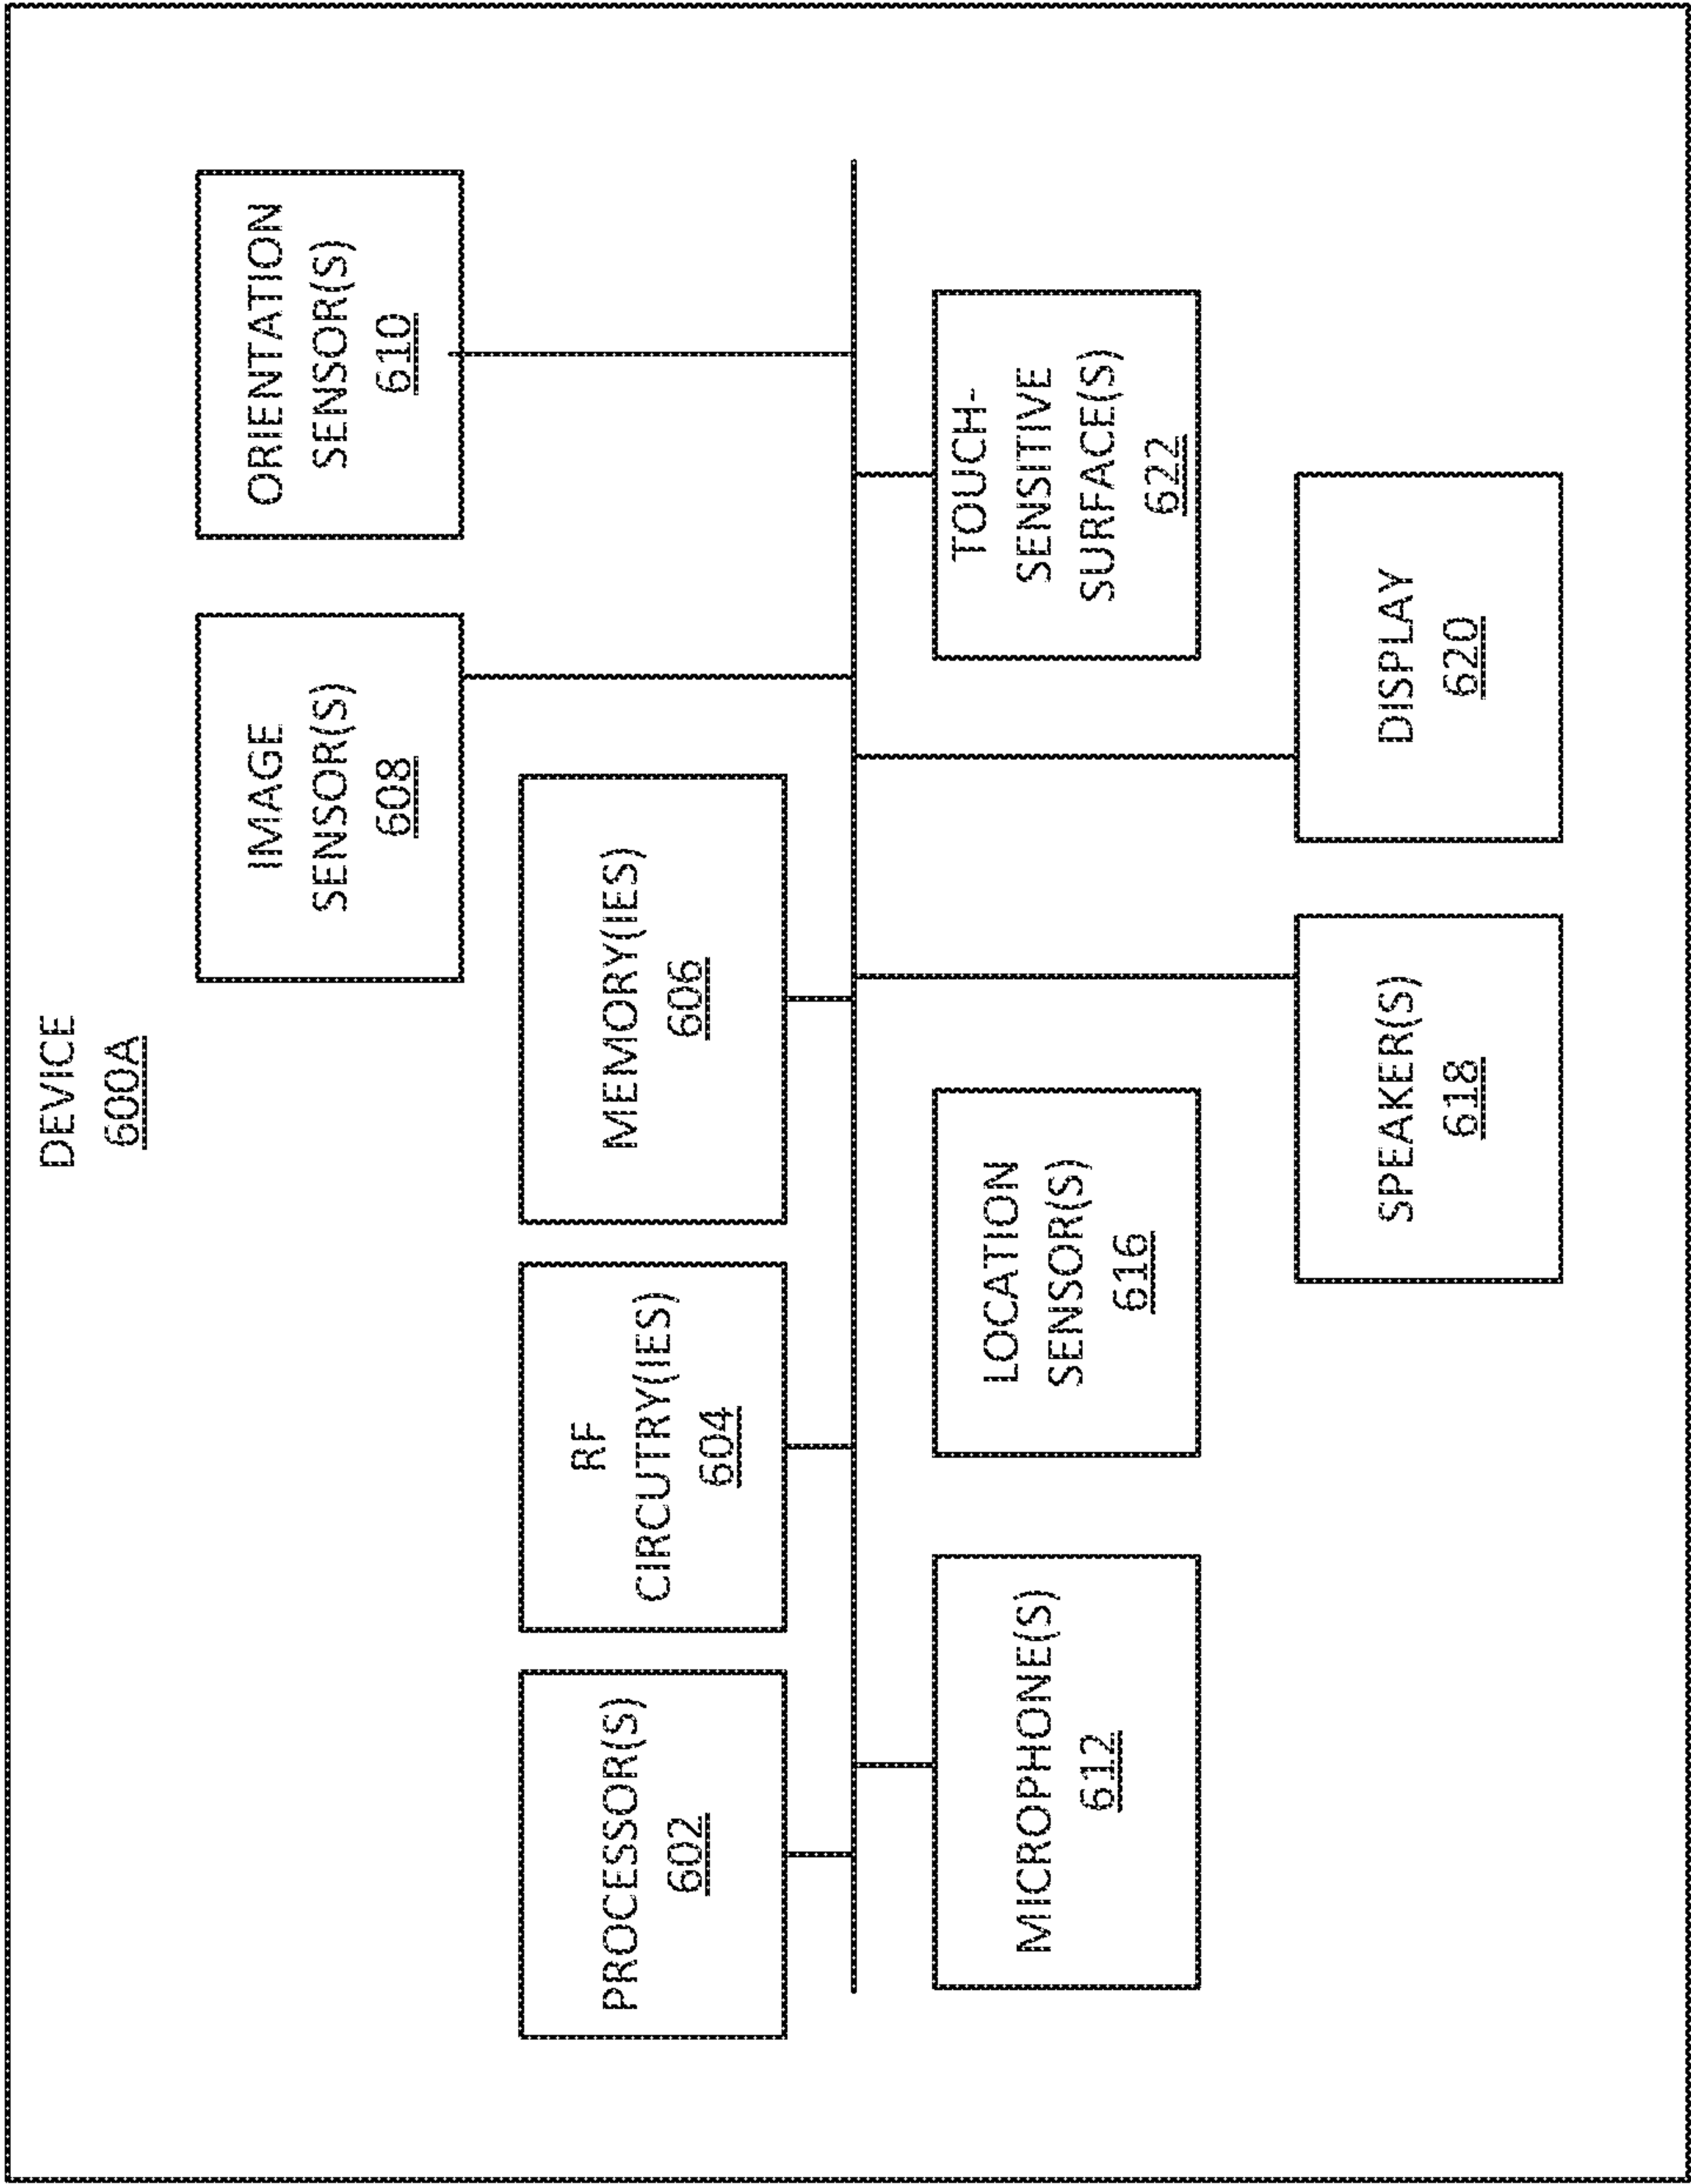 DEVICE
600A
IMAGE
SENSOR(S)
608
ORIENTATION
SENSOR(S)
610
PROCESSOR(S)
602
RF
CIRCUTRY(IES)
604
MEMORY(IES)
606
MICROPHONE(S)
612
LOCATION
SENSOR(S)
616
TOUCH-
SENSITIVE
SURFACE(S)
622
SPEAKER(S)
618
DISPLAY
620